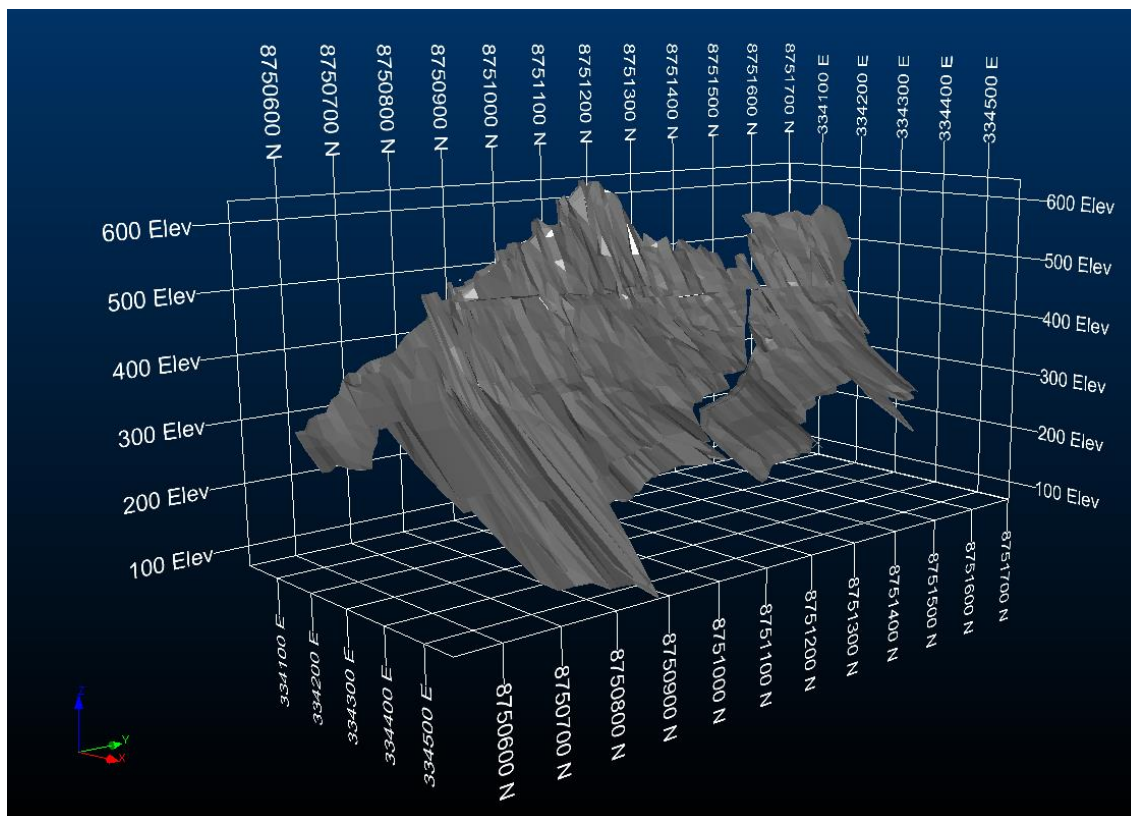 8750600 N
8750700 N
8750800 N
8750900 N
8751000 N
8751100 N
8751200 N
8751300 N
8751400 N
8751500 N
8751600 N
8751700 N
334100 E
334200 E
334300 E
334400 E
334500 E
600 Elev
500 Elev
400 Elev
300 Elev
200 Elev
100 Elev
600 Elev
500 Elev
400 Elev
300 Elev
200 Elev
100 Elev
334100 E
334200 E
334300 E
334400 E
334500 E
8750600 N
8750700 N
8750800 N
8750900 N
8751000 N
8751100 N
8751200 N
8751300 N
8751400 N
8751500 N
8751600 N
8751700 N
Z
Y
X